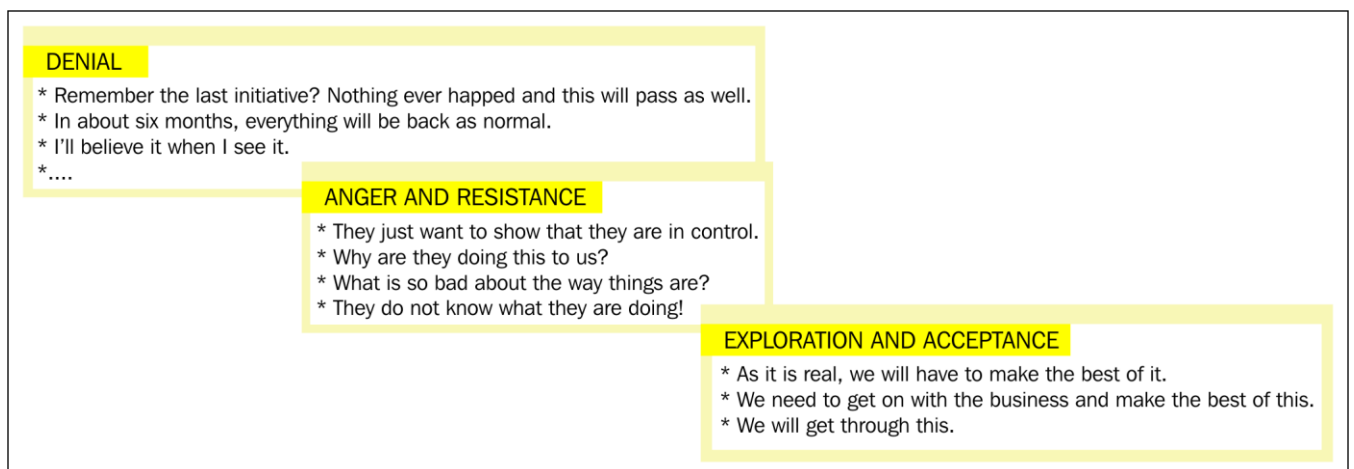 DENIAL
* Remember the last initiative? Nothing ever happed and this will pass as well.
* In about six months, everything will be back as normal.
* I'll believe it when I see it.
*....
ANGER AND RESISTANCE
* They just want to show that they are in control.
* Why are they doing this to us?
* What is so bad about the way things are?
* They do not know what they are doing!
EXPLORATION AND ACCEPTANCE
* As it is real, we will have to make the best of it.
* We need to get on with the business and make the best of this.
* We will get through this.